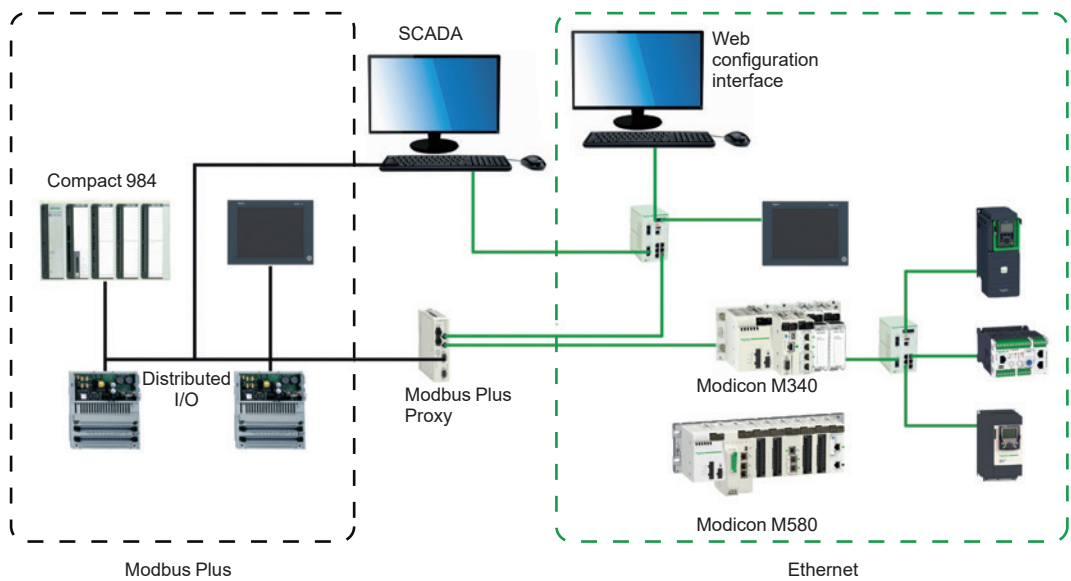 SCADA
Web
configuration
interface
Compact 984
Distributed
I/O
Modbus Plus
Proxy
Modicon M340
Modicon M580
Modbus Plus
Ethernet